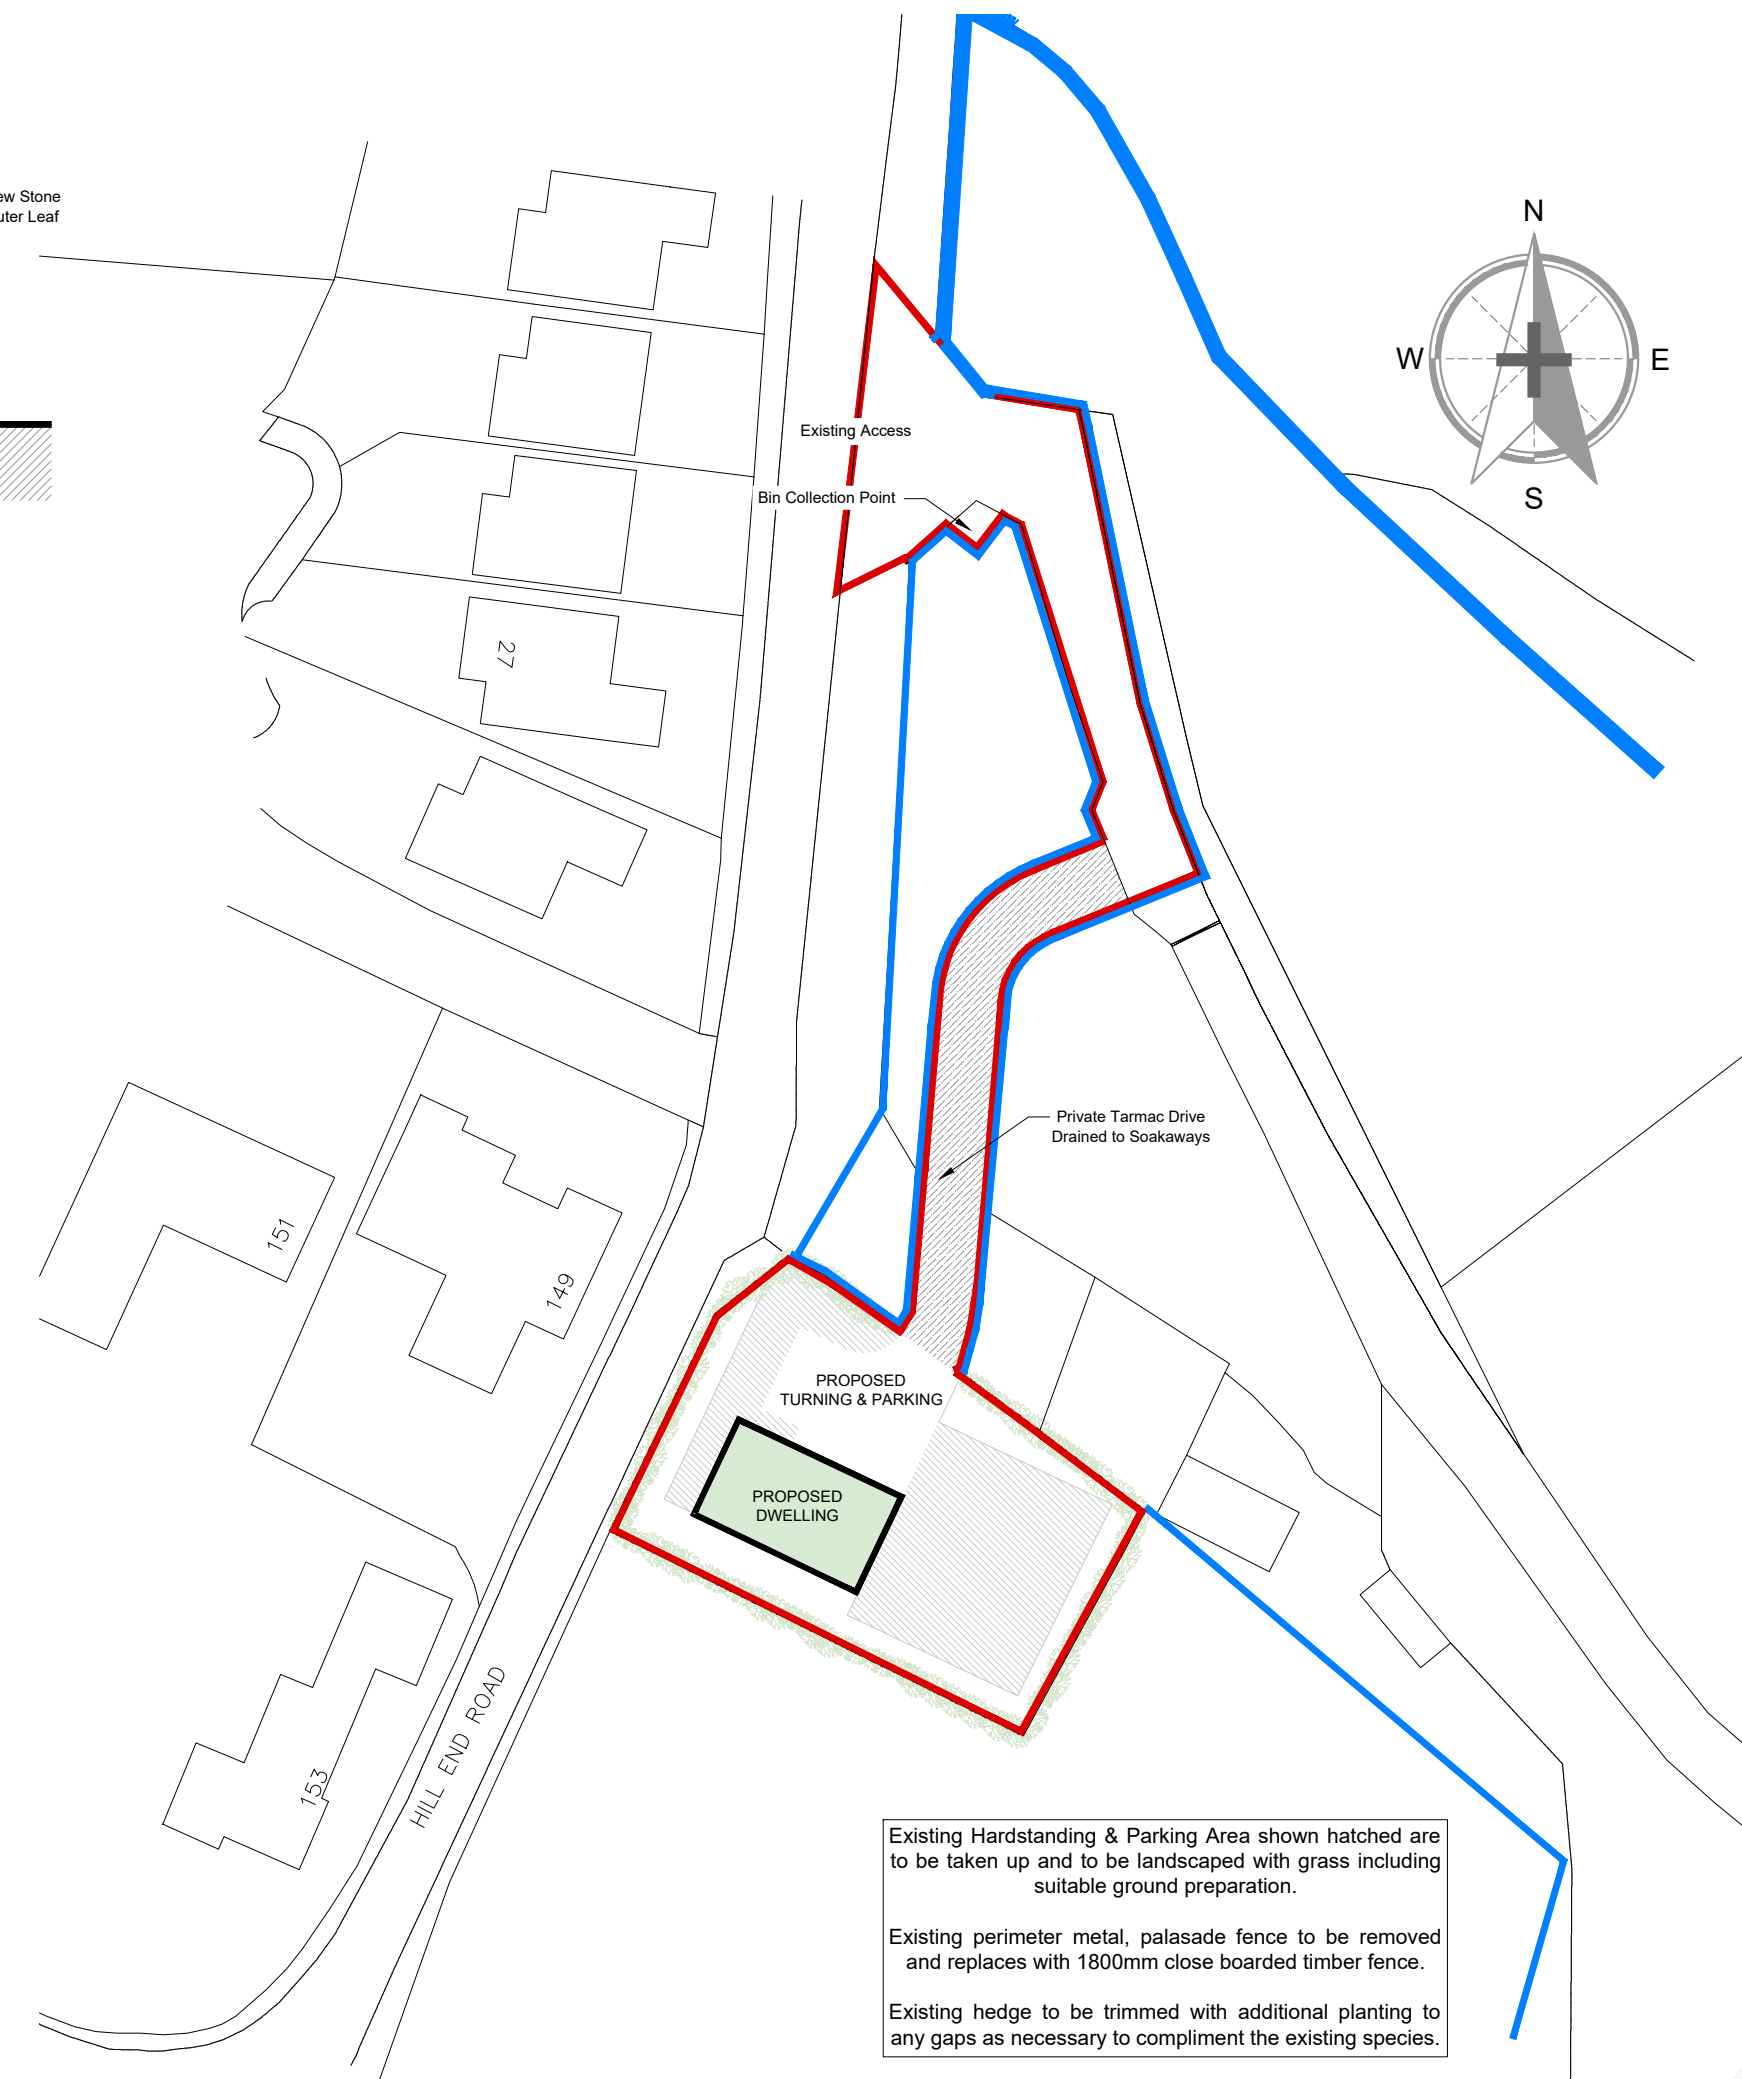 ew Stone
uter Leaf
N
W
E
S
Existing Access
Bin Collection Point
27
Private Tarmac Drive
Drained to Soakaways
151
149
PROPOSED
TURNING & PARKING
PROPOSED
DWELLING
HILL END ROAD
153
Existing Hardstanding & Parking Area shown hatched are
to be taken up and to be landscaped with grass including
suitable ground preparation.
Existing perimeter metal, palasade fence to be removed
and replaces with 1800mm close boarded timber fence.
Existing hedge to be trimmed with additional planting to
any gaps as necessary to compliment the existing species.